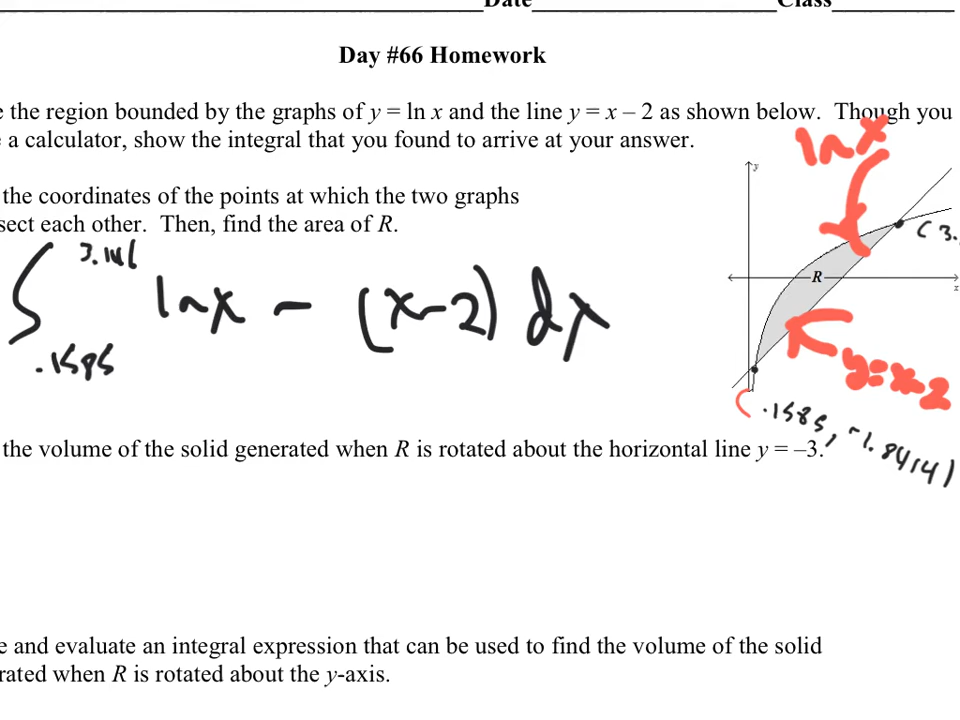 Date Class
Day #66 Homework
the region bounded by the graphs of y = ln x and the line y = x – 2 as shown below. Though you
a calculator, show the integral that you found to arrive at your answer.
ln x
y
the coordinates of the points at which the two graphs
sect each other. Then, find the area of R.
(3.
3.146
∫ lnx - (x-2) dx
.1585
R
x
y=x-2
(.1585, -1.8414)
the volume of the solid generated when R is rotated about the horizontal line y = –3.
e and evaluate an integral expression that can be used to find the volume of the solid
rated when R is rotated about the y-axis.